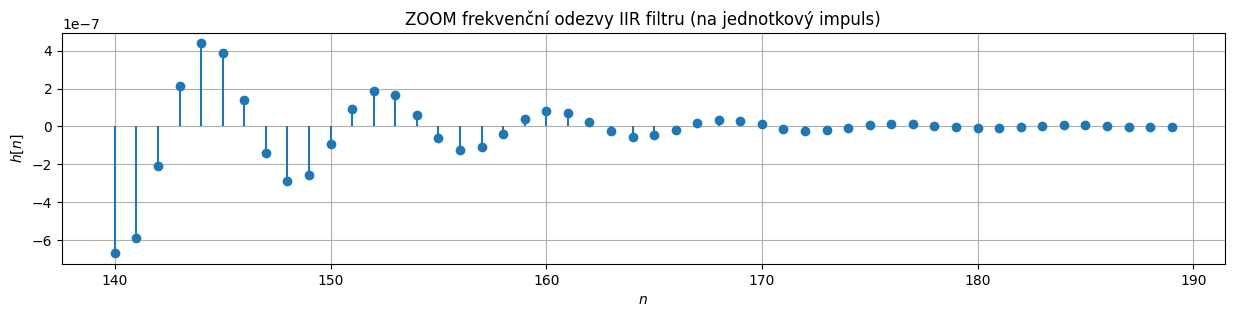 ZOOM frekvenční odezvy IIR filtru (na jednotkový impuls)
1e−7
4
2
0
−2
−4
−6
h[n]
140 150 160 170 180 190
n